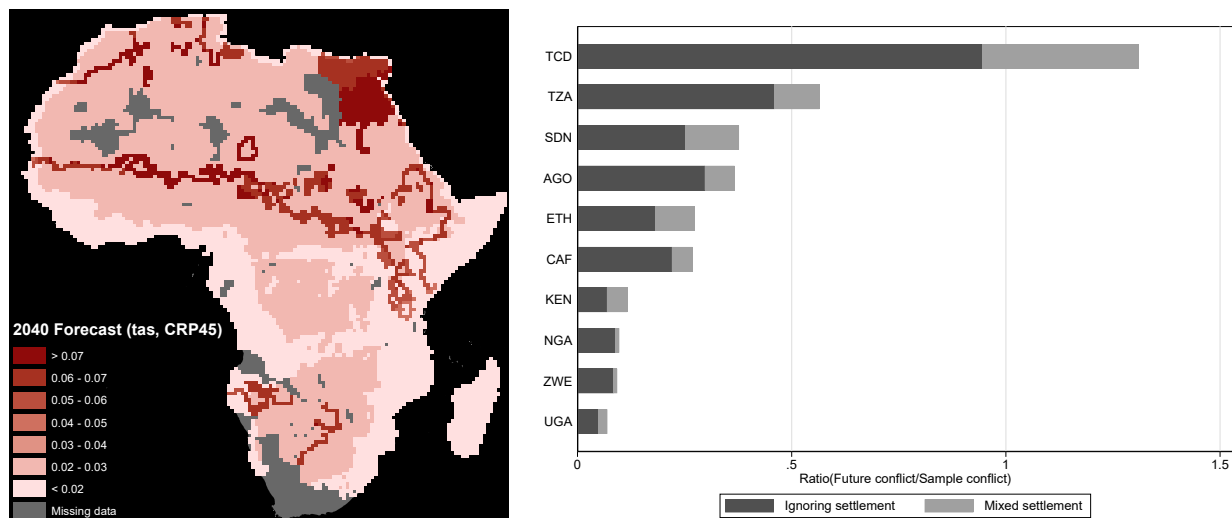 2040 Forecast (tas, CRP45)
> 0.07
0.06 - 0.07
0.05 - 0.06
0.04 - 0.05
0.03 - 0.04
0.02 - 0.03
< 0.02
Missing data
TCD
TZA
SDN
AGO
ETH
CAF
KEN
NGA
ZWE
UGA
0 .5 1 1.5
Ratio(Future conflict/Sample conflict)
Ignoring settlement Mixed settlement